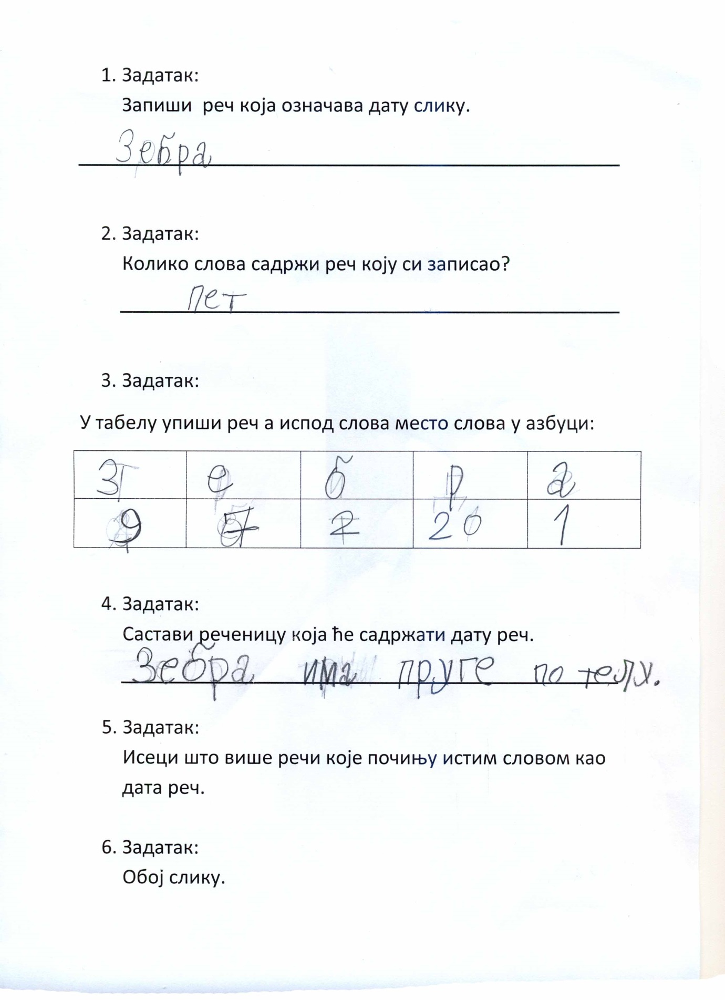 1. Задатак:
Запиши реч која означава дату слику.
Зебра
2. Задатак:
Колико слова садржи реч коју си записао?
пет
3. Задатак:
У табелу упиши реч а испод слова место слова у азбуци:
З е б р а
9 7 2 20 1
4. Задатак:
Састави реченицу која ће садржати дату реч.
Зебра има пруге по телу.
5. Задатак:
Исеци што више речи које почињу истим словом као
дата реч.
6. Задатак:
Обој слику.